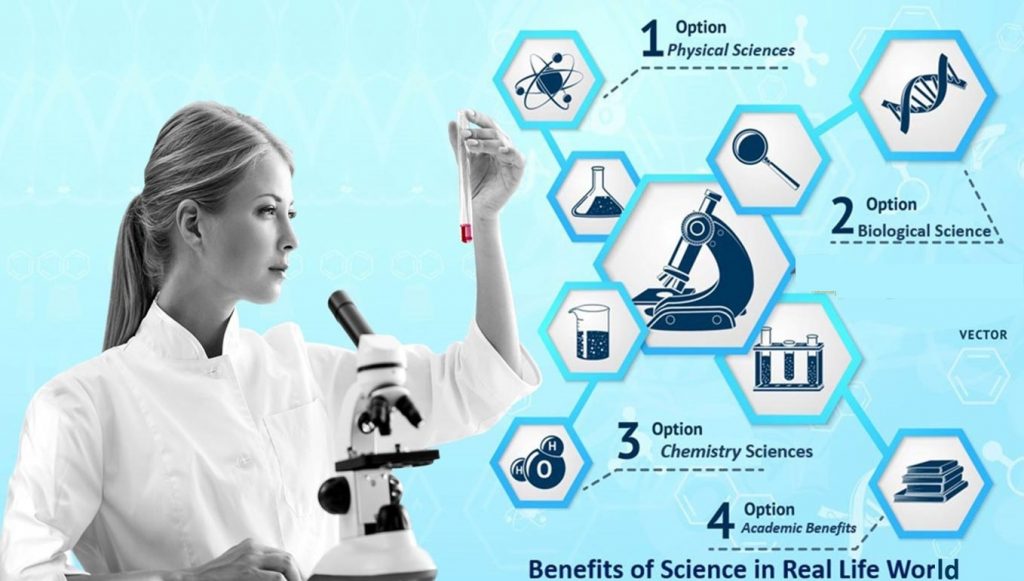 1 Option
Physical Sciences
2 Option
Biological Science
VECTOR
H
H O
3 Option
Chemistry Sciences
4 Option
Academic Benefits
Benefits of Science in Real Life World